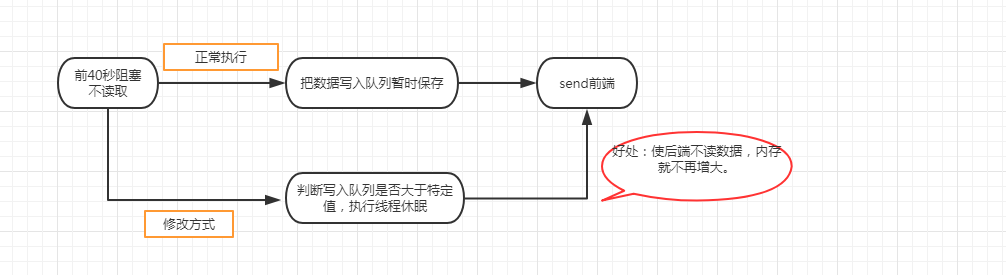 正常执行
前40秒阻塞
不读取
把数据写入队列暂时保存
send前端
好处：使后端不读数据，内存
就不再增大。
判断写入队列是否大于特定
值，执行线程休眠
修改方式